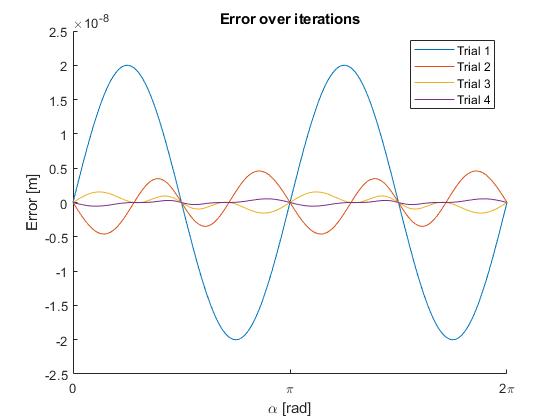 Error over iterations
×10⁻⁸
2.5
2
1.5
1
0.5
0
-0.5
-1
-1.5
-2
-2.5
Error [m]
0
π
2π
α [rad]
Trial 1
Trial 2
Trial 3
Trial 4